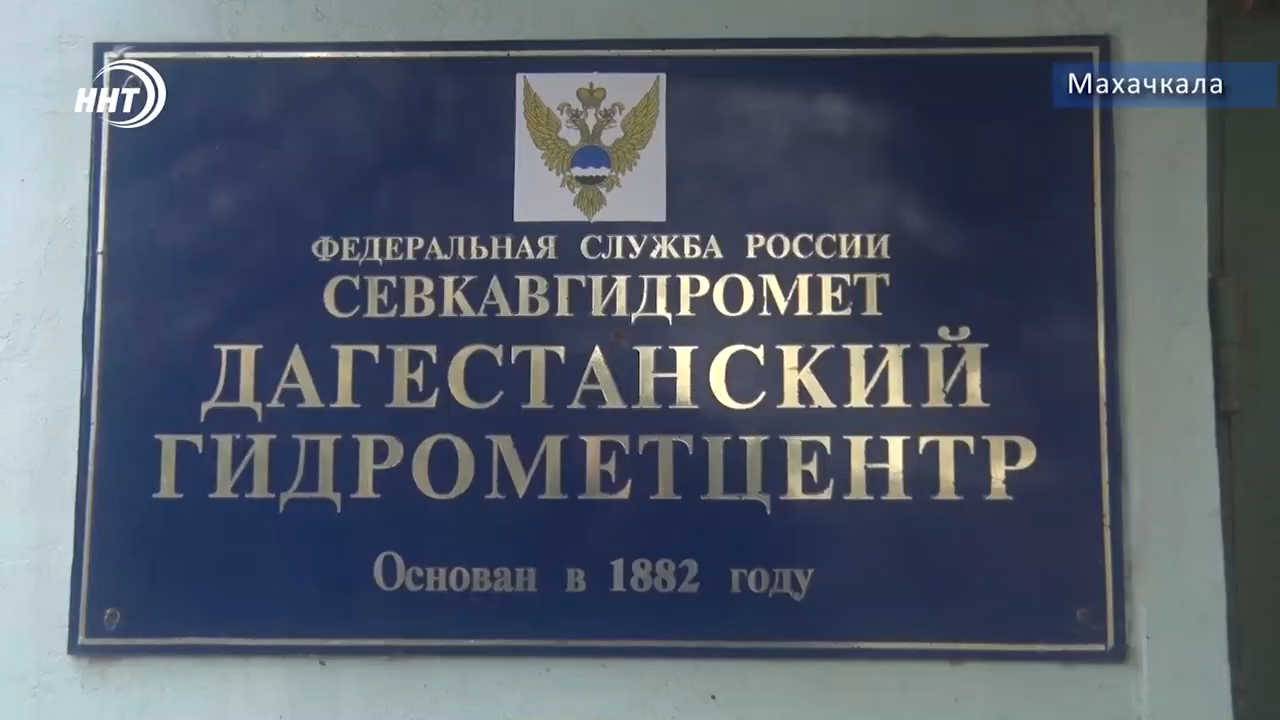 ННТ
Махачкала
ФЕДЕРАЛЬНАЯ СЛУЖБА РОССИИ
СЕВКАВГИДРОМЕТ
ДАГЕСТАНСКИЙ
ГИДРОМЕТЦЕНТР
Основан в 1882 году